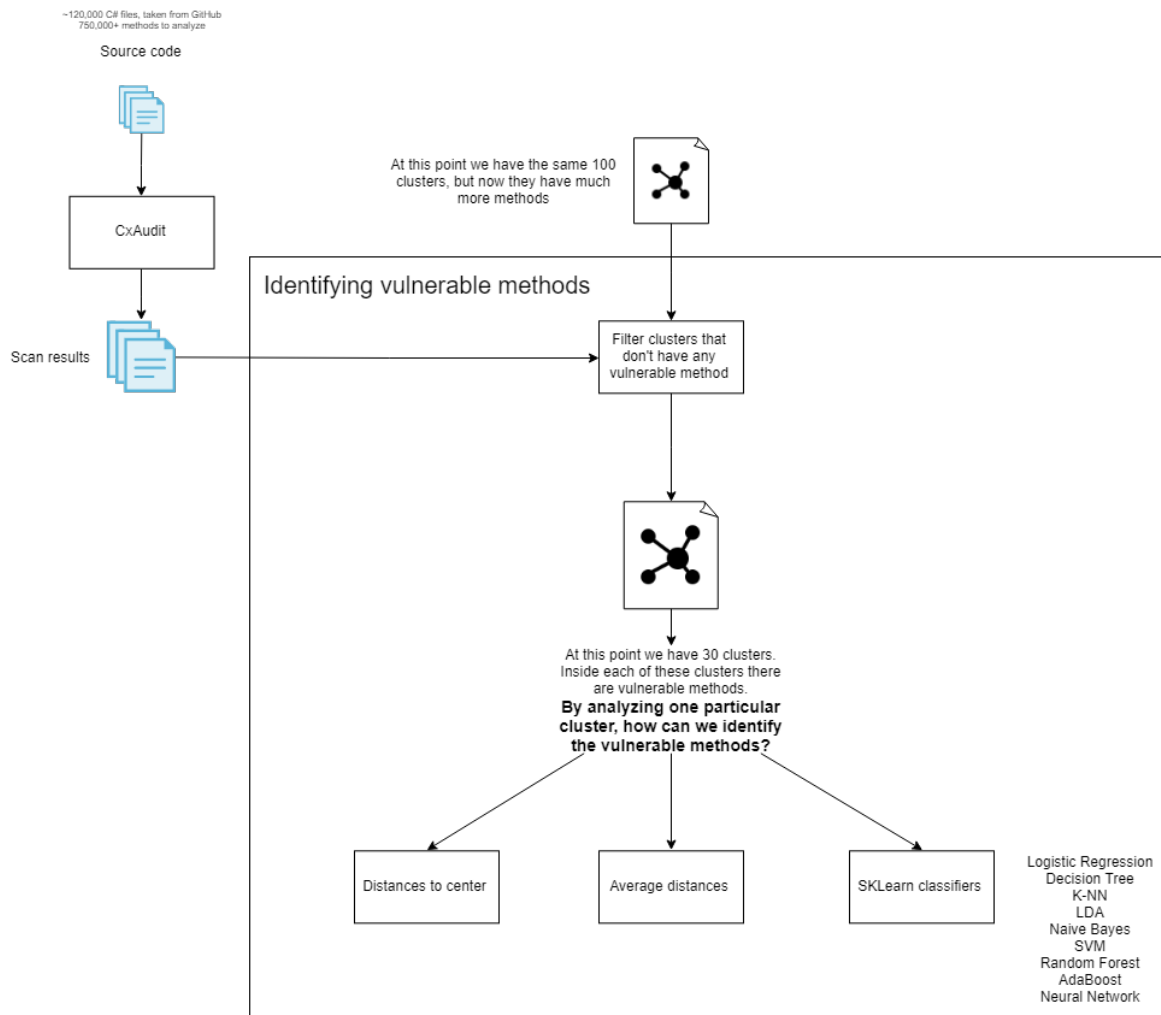 ~120,000 C# files, taken from GitHub
750,000+ methods to analyze
Source code
At this point we have the same 100
clusters, but now they have much
more methods
CxAudit
Identifying vulnerable methods
Scan results
Filter clusters that
don't have any
vulnerable method
At this point we have 30 clusters.
Inside each of these clusters there
are vulnerable methods.
By analyzing one particular
cluster, how can we identify
the vulnerable methods?
Distances to center
Average distances
SKLearn classifiers
Logistic Regression
Decision Tree
K-NN
LDA
Naive Bayes
SVM
Random Forest
AdaBoost
Neural Network